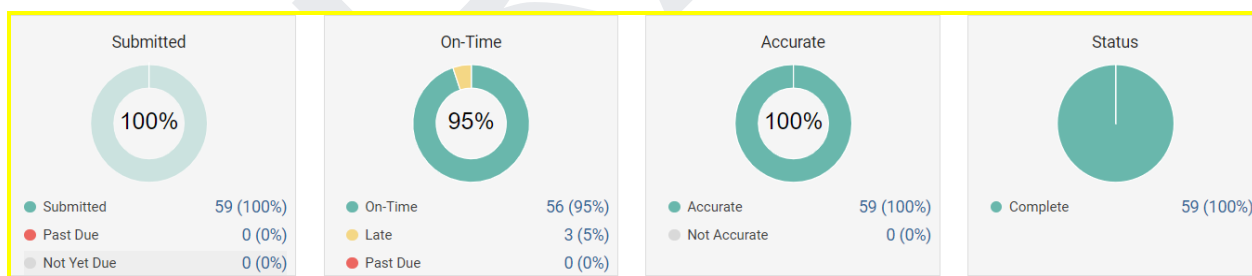 Submitted
100%
Submitted 59 (100%)
Past Due 0 (0%)
Not Yet Due 0 (0%)
On-Time
95%
On-Time 56 (95%)
Late 3 (5%)
Past Due 0 (0%)
Accurate
100%
Accurate 59 (100%)
Not Accurate 0 (0%)
Status
Complete 59 (100%)